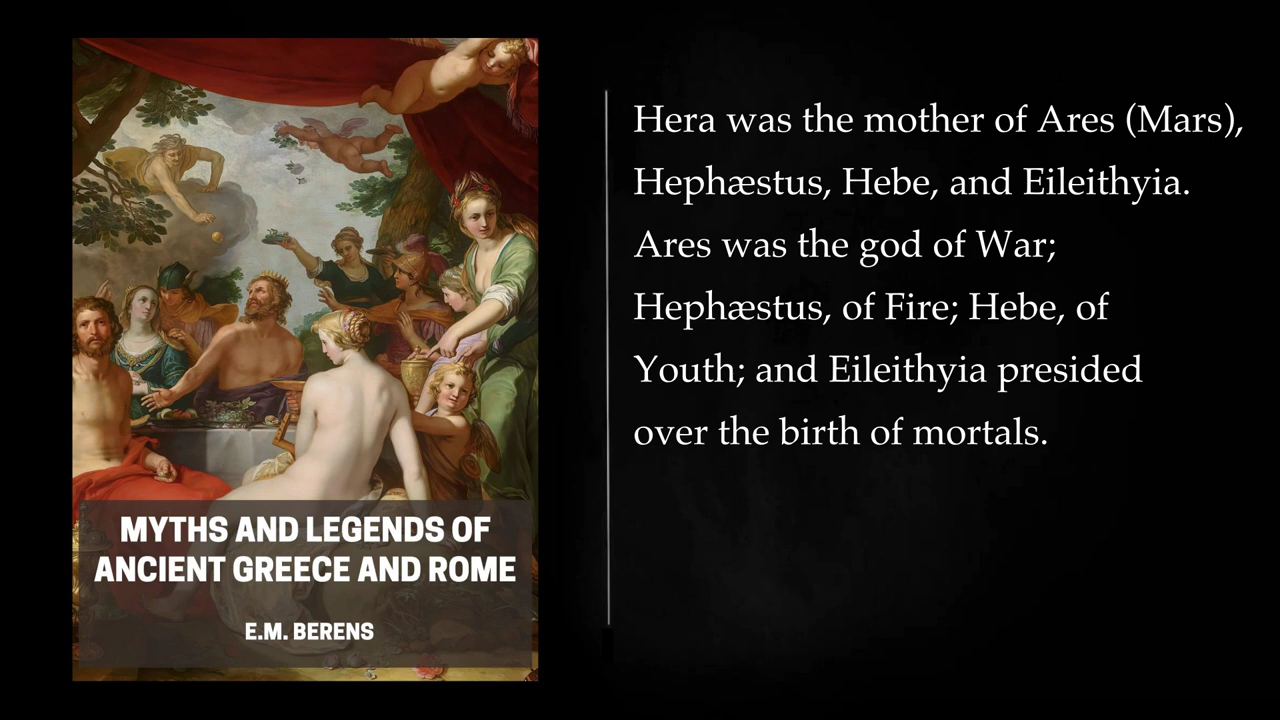 MYTHS AND LEGENDS OF
ANCIENT GREECE AND ROME
E.M. BERENS
Hera was the mother of Ares (Mars),
Hephæstus, Hebe, and Eileithyia.
Ares was the god of War;
Hephæstus, of Fire; Hebe, of
Youth; and Eileithyia presided
over the birth of mortals.